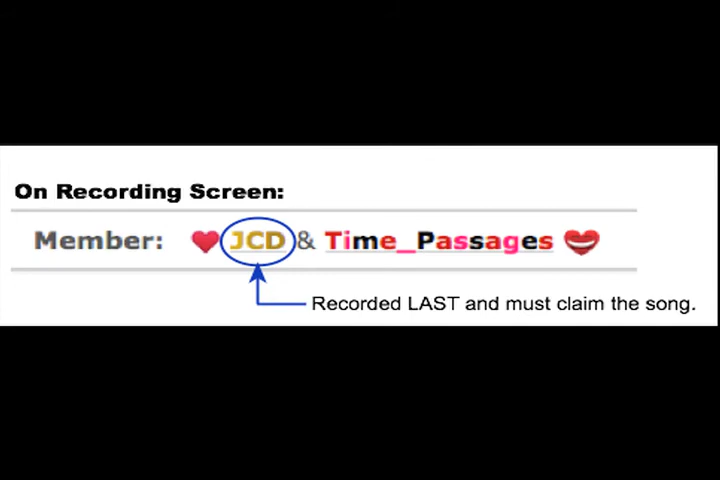 On Recording Screen:
Member: JCD & Time_Passages
Recorded LAST and must claim the song.